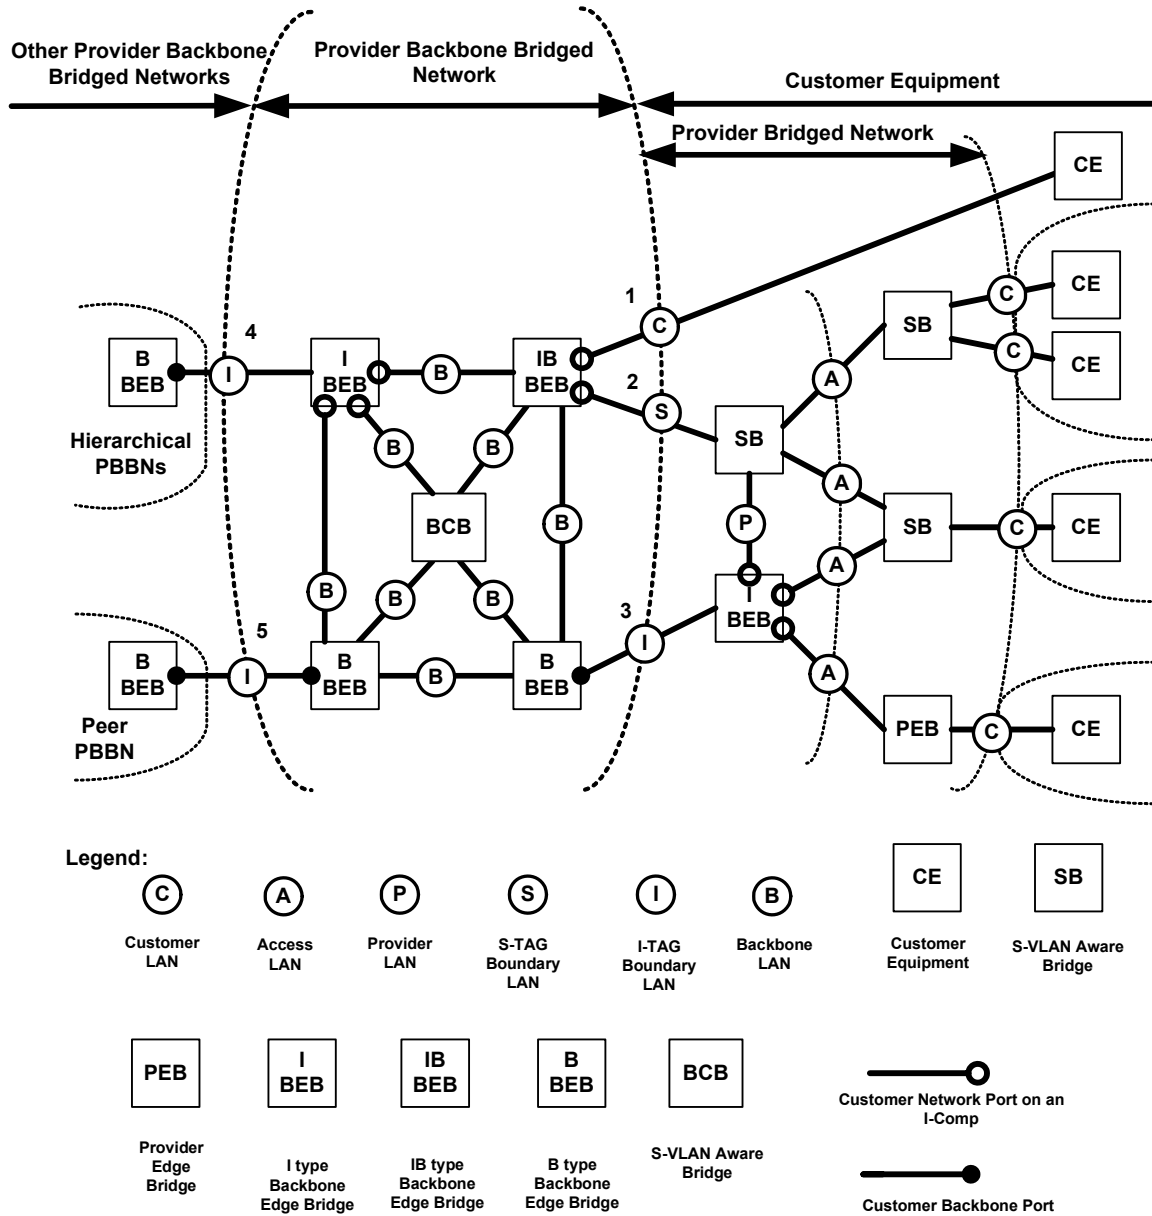 Other Provider Backbone
Bridged Networks
Provider Backbone Bridged
Network
Customer Equipment
Provider Bridged Network
CE
1
C
4
2
S
B
BEB
I
I
BEB
B
IB
BEB
SB
C
CE
C
CE
A
Hierarchical
PBBNs
B
B
SB
A
BCB
B
P
SB
C
CE
B
B
B
A
I
BEB
5
3
B
BEB
I
B
BEB
B
B
BEB
I
A
Peer
PBBN
PEB
C
CE
Legend:
C
A
P
S
I
B
CE
SB
Customer
LAN
Access
LAN
Provider
LAN
S-TAG
Boundary
LAN
I-TAG
Boundary
LAN
Backbone
LAN
Customer
Equipment
S-VLAN Aware
Bridge
PEB
I
BEB
IB
BEB
B
BEB
BCB
Customer Network Port on an
I-Comp
Provider
Edge
Bridge
I type
Backbone
Edge Bridge
IB type
Backbone
Edge Bridge
B type
Backbone
Edge Bridge
S-VLAN Aware
Bridge
Customer Backbone Port